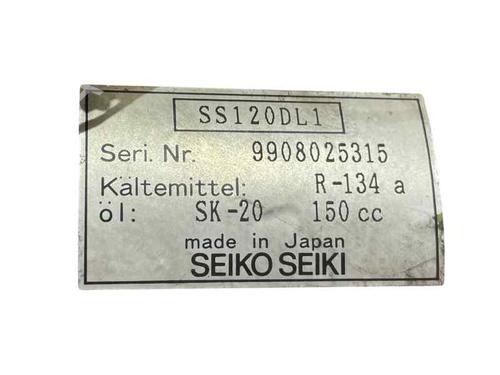 SS120DL1
Seri. Nr. 9908025315
Kältemittel: R-134 a
öl: SK-20 150 cc
made in Japan
SEIKO SEIKI